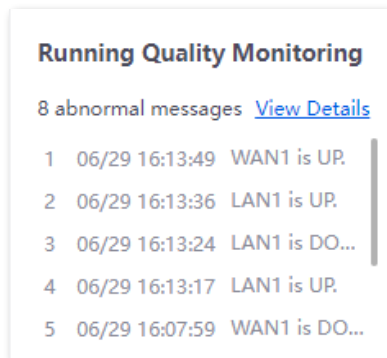 Running Quality Monitoring
8 abnormal messages View Details
1 06/29 16:13:49 WAN1 is UP.
2 06/29 16:13:36 LAN1 is UP.
3 06/29 16:13:24 LAN1 is DO...
4 06/29 16:13:17 LAN1 is UP.
5 06/29 16:07:59 WAN1 is DO...